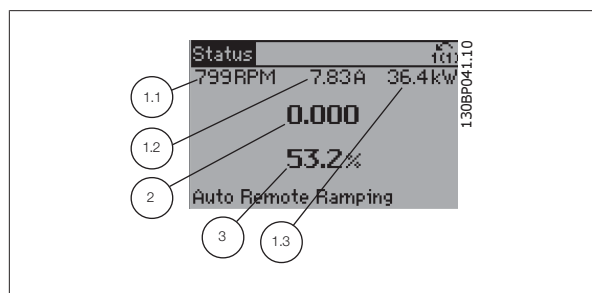 Status 1(1)
799RPM 7.83A 36.4kW
0.000
53.2%
Auto Remote Ramping
1.1
1.2
2
3
1.3
130BP041.10